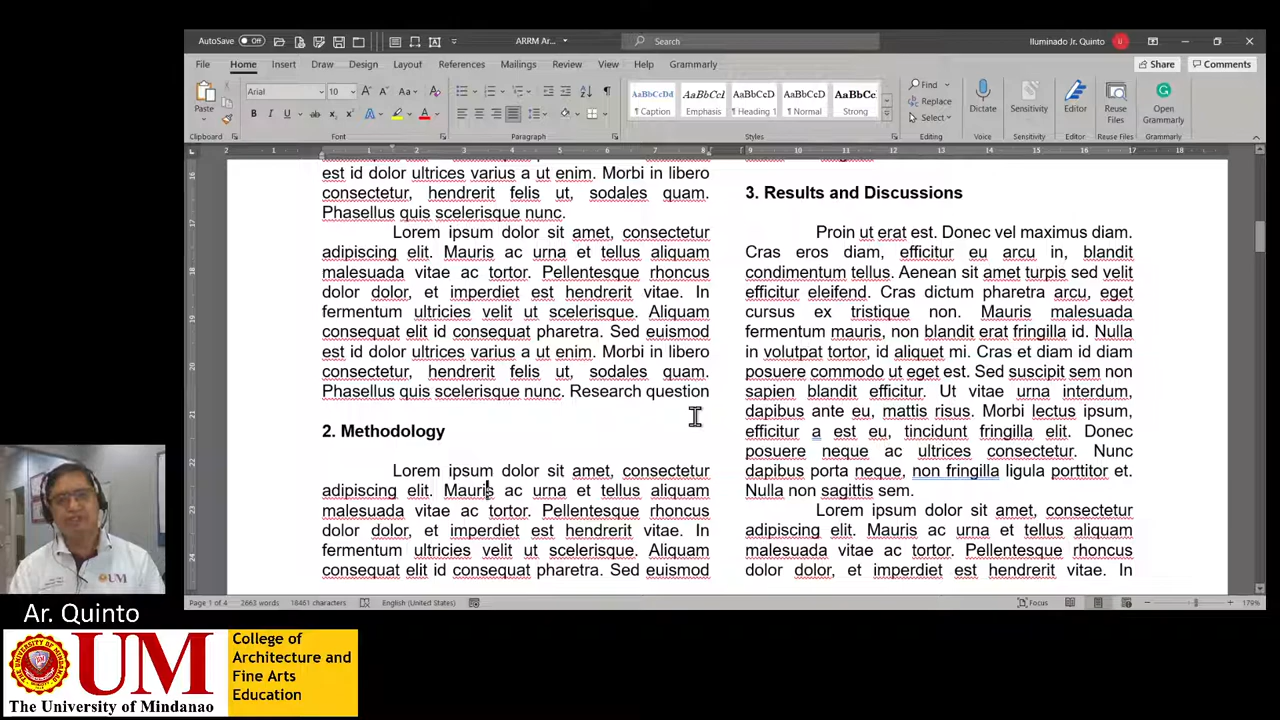 AutoSave Off
ARRM Ar...
Search
Iluminado Jr. Quinto
File Home Insert Draw Design Layout References Mailings Review View Help Grammarly
Share Comments
Paste
Arial 10
AaBbCcDd AaBbCcI AaBbCcD AaBbCcD AaBbCc
¶ Caption Emphasis ¶ Heading 1 ¶ Normal Strong
Find
Replace
Select
Dictate
Sensitivity
Editor
Reuse Files
Open Grammarly
Clipboard Font Paragraph Styles Editing Voice Sensitivity Editor Reuse Files Grammarly
est id dolor ultrices varius a ut enim. Morbi in libero
consectetur, hendrerit felis ut, sodales quam.
Phasellus quis scelerisque nunc.
Lorem ipsum dolor sit amet, consectetur
adipiscing elit. Mauris ac urna et tellus aliquam
malesuada vitae ac tortor. Pellentesque rhoncus
dolor dolor, et imperdiet est hendrerit vitae. In
fermentum ultricies velit ut scelerisque. Aliquam
consequat elit id consequat pharetra. Sed euismod
est id dolor ultrices varius a ut enim. Morbi in libero
consectetur, hendrerit felis ut, sodales quam.
Phasellus quis scelerisque nunc. Research question
2. Methodology
Lorem ipsum dolor sit amet, consectetur
adipiscing elit. Mauris ac urna et tellus aliquam
malesuada vitae ac tortor. Pellentesque rhoncus
dolor dolor, et imperdiet est hendrerit vitae. In
fermentum ultricies velit ut scelerisque. Aliquam
consequat elit id consequat pharetra. Sed euismod
3. Results and Discussions
Proin ut erat est. Donec vel maximus diam.
Cras eros diam, efficitur eu arcu in, blandit
condimentum tellus. Aenean sit amet turpis sed velit
efficitur eleifend. Cras dictum pharetra arcu, eget
cursus ex tristique non. Mauris malesuada
fermentum mauris, non blandit erat fringilla id. Nulla
in volutpat tortor, id aliquet mi. Cras et diam id diam
posuere commodo ut eget est. Sed suscipit sem non
sapien blandit efficitur. Ut vitae urna interdum,
dapibus ante eu, mattis risus. Morbi lectus ipsum,
efficitur a est eu, tincidunt fringilla elit. Donec
posuere neque ac ultrices consectetur. Nunc
dapibus porta neque, non fringilla ligula porttitor et.
Nulla non sagittis sem.
Lorem ipsum dolor sit amet, consectetur
adipiscing elit. Mauris ac urna et tellus aliquam
malesuada vitae ac tortor. Pellentesque rhoncus
dolor dolor, et imperdiet est hendrerit vitae. In
Page 1 of 4 2663 words 18461 characters English (United States) Focus 179%
UM
Ar. Quinto
UM
The University of Mindanao
College of
Architecture and
Fine Arts
Education